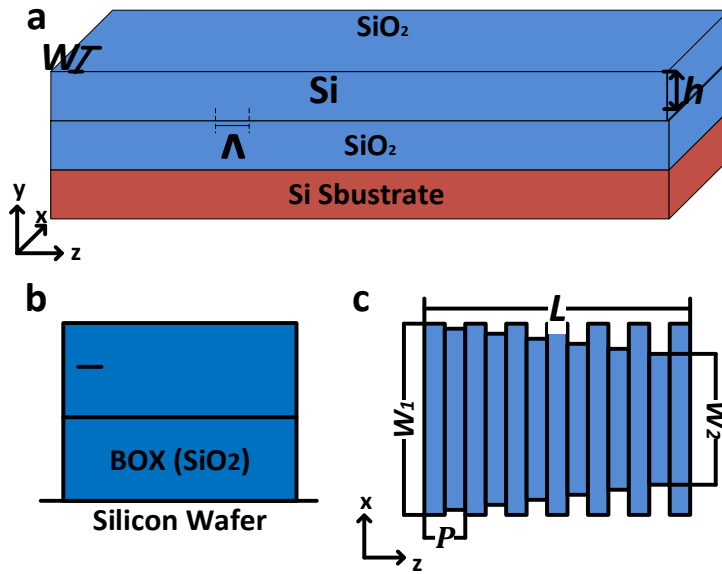 a
SiO₂
W
Si
h
Λ
SiO₂
Si Sbustrate
y
x
z
b
BOX (SiO₂)
Silicon Wafer
c
L
W₁
W₂
P
x
z